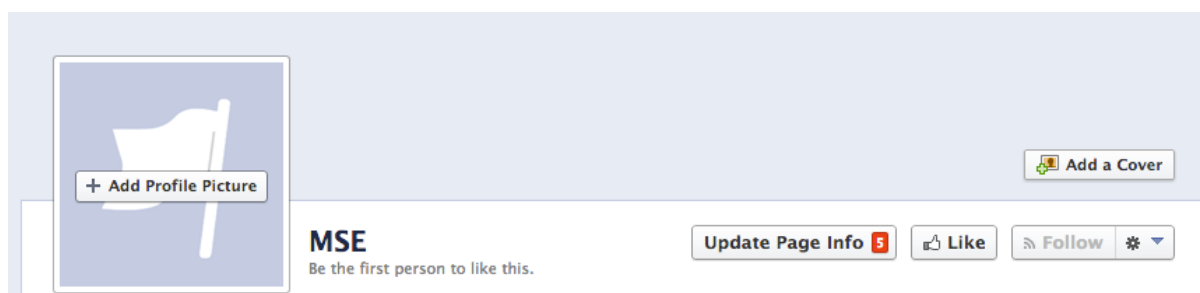 Add a Cover
+ Add Profile Picture
MSE
Update Page Info 5
Like
Follow
Be the first person to like this.